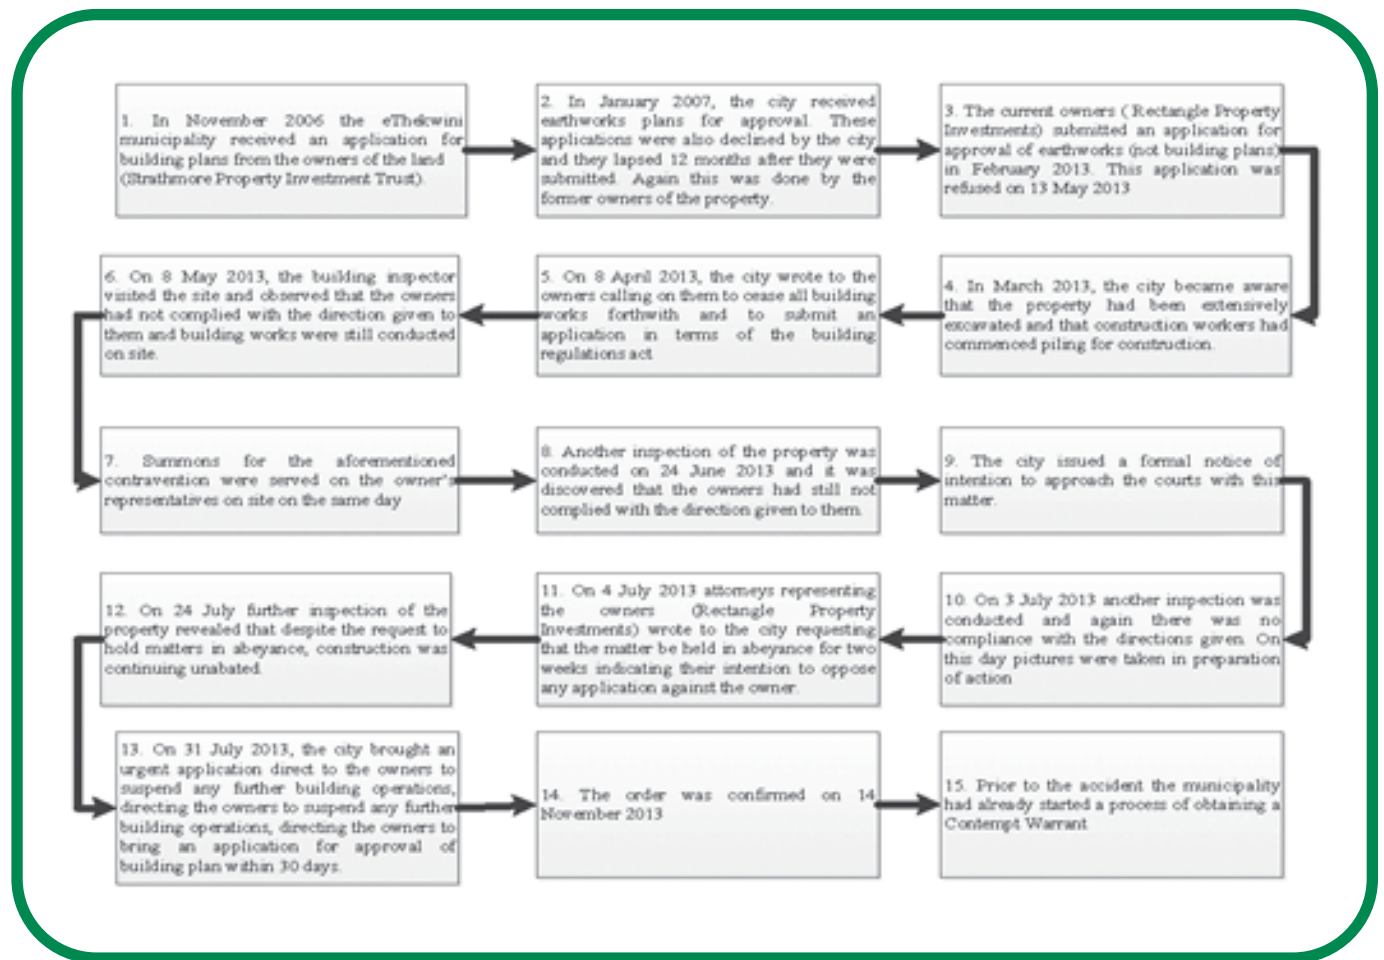 1. In November 2006 the eThekwini
municipality received an application for
building plans from the owners of the land
(Strathmore Property Investment Trust).
2. In January 2007, the city received
earthworks plans for approval. These
applications were also declined by the city
and they lapsed 12 months after they were
submitted. Again this was done by the
former owners of the property.
3. The current owners ( Rectangle Property
Investments) submitted an application for
approval of earthworks (not building plans)
in February 2013. This application was
refused on 13 May 2013
4. In March 2013, the city became aware
that the property had been extensively
excavated and that construction workers had
commenced piling for construction.
5. On 8 April 2013, the city wrote to the
owners calling on them to cease all building
works forthwith and to submit an
application in terms of the building
regulations act
6. On 8 May 2013, the building inspector
visited the site and observed that the owners
had not complied with the direction given to
them and building works were still conducted
on site.
7. Summons for the aforementioned
contravention were served on the owner's
representatives on site on the same day
8. Another inspection of the property was
conducted on 24 June 2013 and it was
discovered that the owners had still not
complied with the direction given to them.
9. The city issued a formal notice of
intention to approach the courts with this
matter.
10. On 3 July 2013 another inspection was
conducted and again there was no
compliance with the directions given. On
this day pictures were taken in preparation
of action
11. On 4 July 2013 attorneys representing
the owners (Rectangle Property
Investments) wrote to the city requesting
that the matter be held in abeyance for two
weeks indicating their intention to oppose
any application against the owner.
12. On 24 July further inspection of the
property revealed that despite the request to
hold matters in abeyance, construction was
continuing unabated.
13. On 31 July 2013, the city brought an
urgent application direct to the owners to
suspend any further building operations,
directing the owners to suspend any further
building operations, directing the owners to
bring an application for approval of
building plan within 30 days.
14. The order was confirmed on 14
November 2013
15. Prior to the accident the municipality
had already started a process of obtaining a
Contempt Warrant